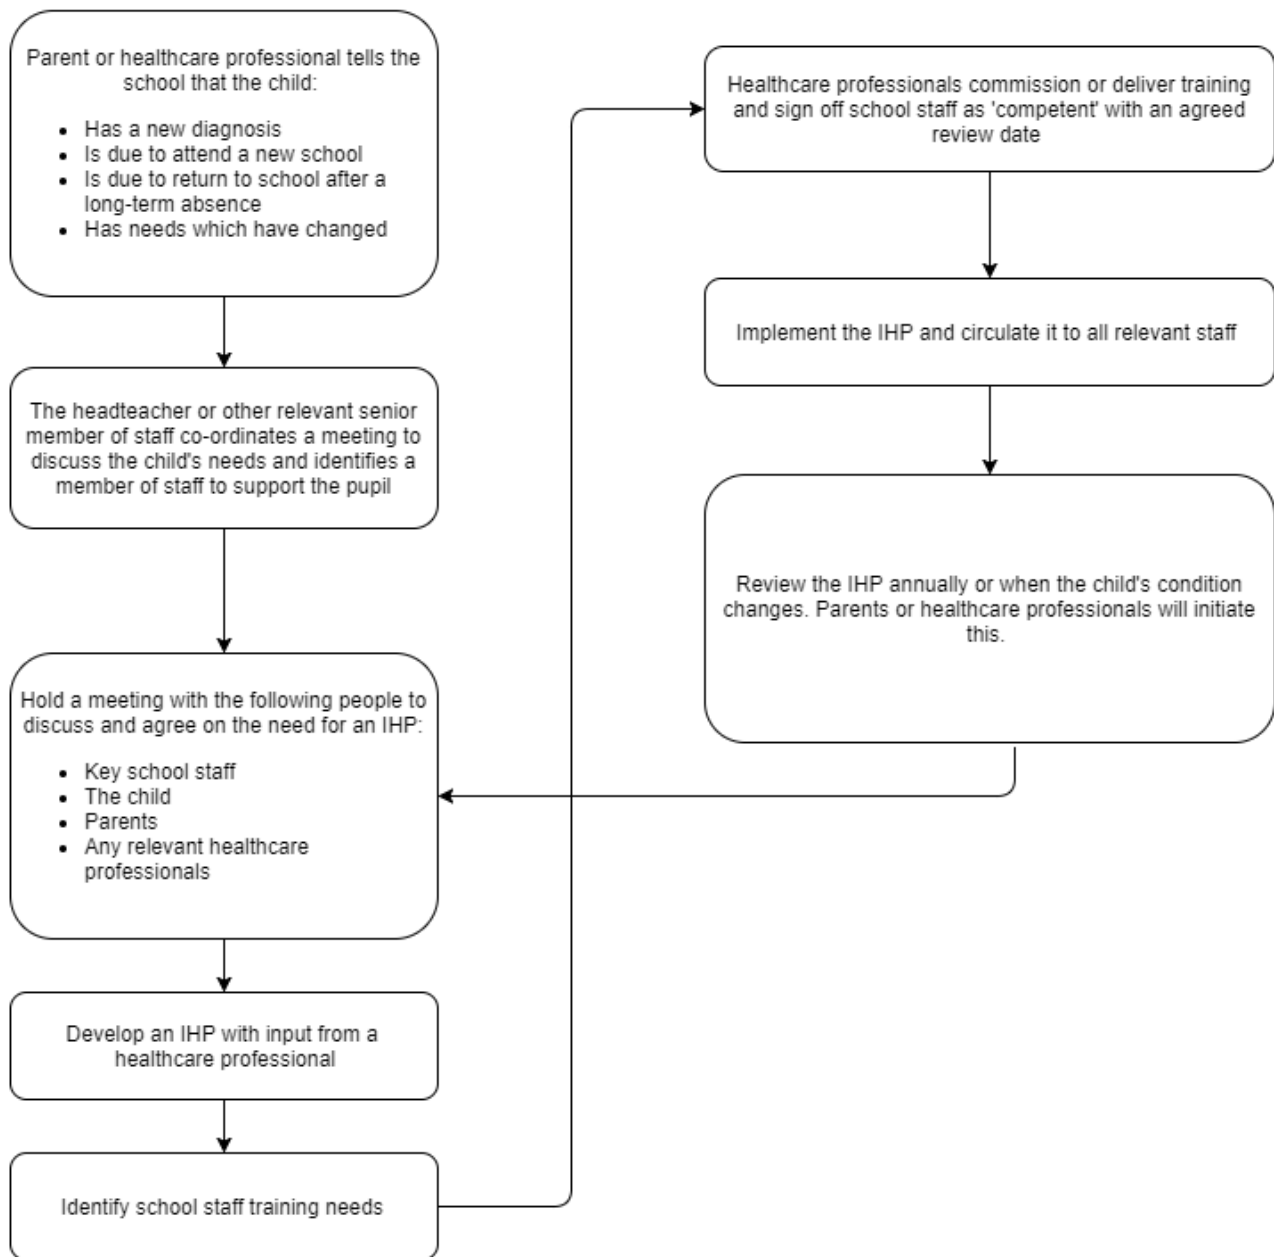 Parent or healthcare professional tells the
school that the child:
• Has a new diagnosis
• Is due to attend a new school
• Is due to return to school after a
long-term absence
• Has needs which have changed
The headteacher or other relevant senior
member of staff co-ordinates a meeting to
discuss the child's needs and identifies a
member of staff to support the pupil
Hold a meeting with the following people to
discuss and agree on the need for an IHP:
• Key school staff
• The child
• Parents
• Any relevant healthcare
professionals
Develop an IHP with input from a
healthcare professional
Identify school staff training needs
Healthcare professionals commission or deliver training
and sign off school staff as 'competent' with an agreed
review date
Implement the IHP and circulate it to all relevant staff
Review the IHP annually or when the child's condition
changes. Parents or healthcare professionals will initiate
this.